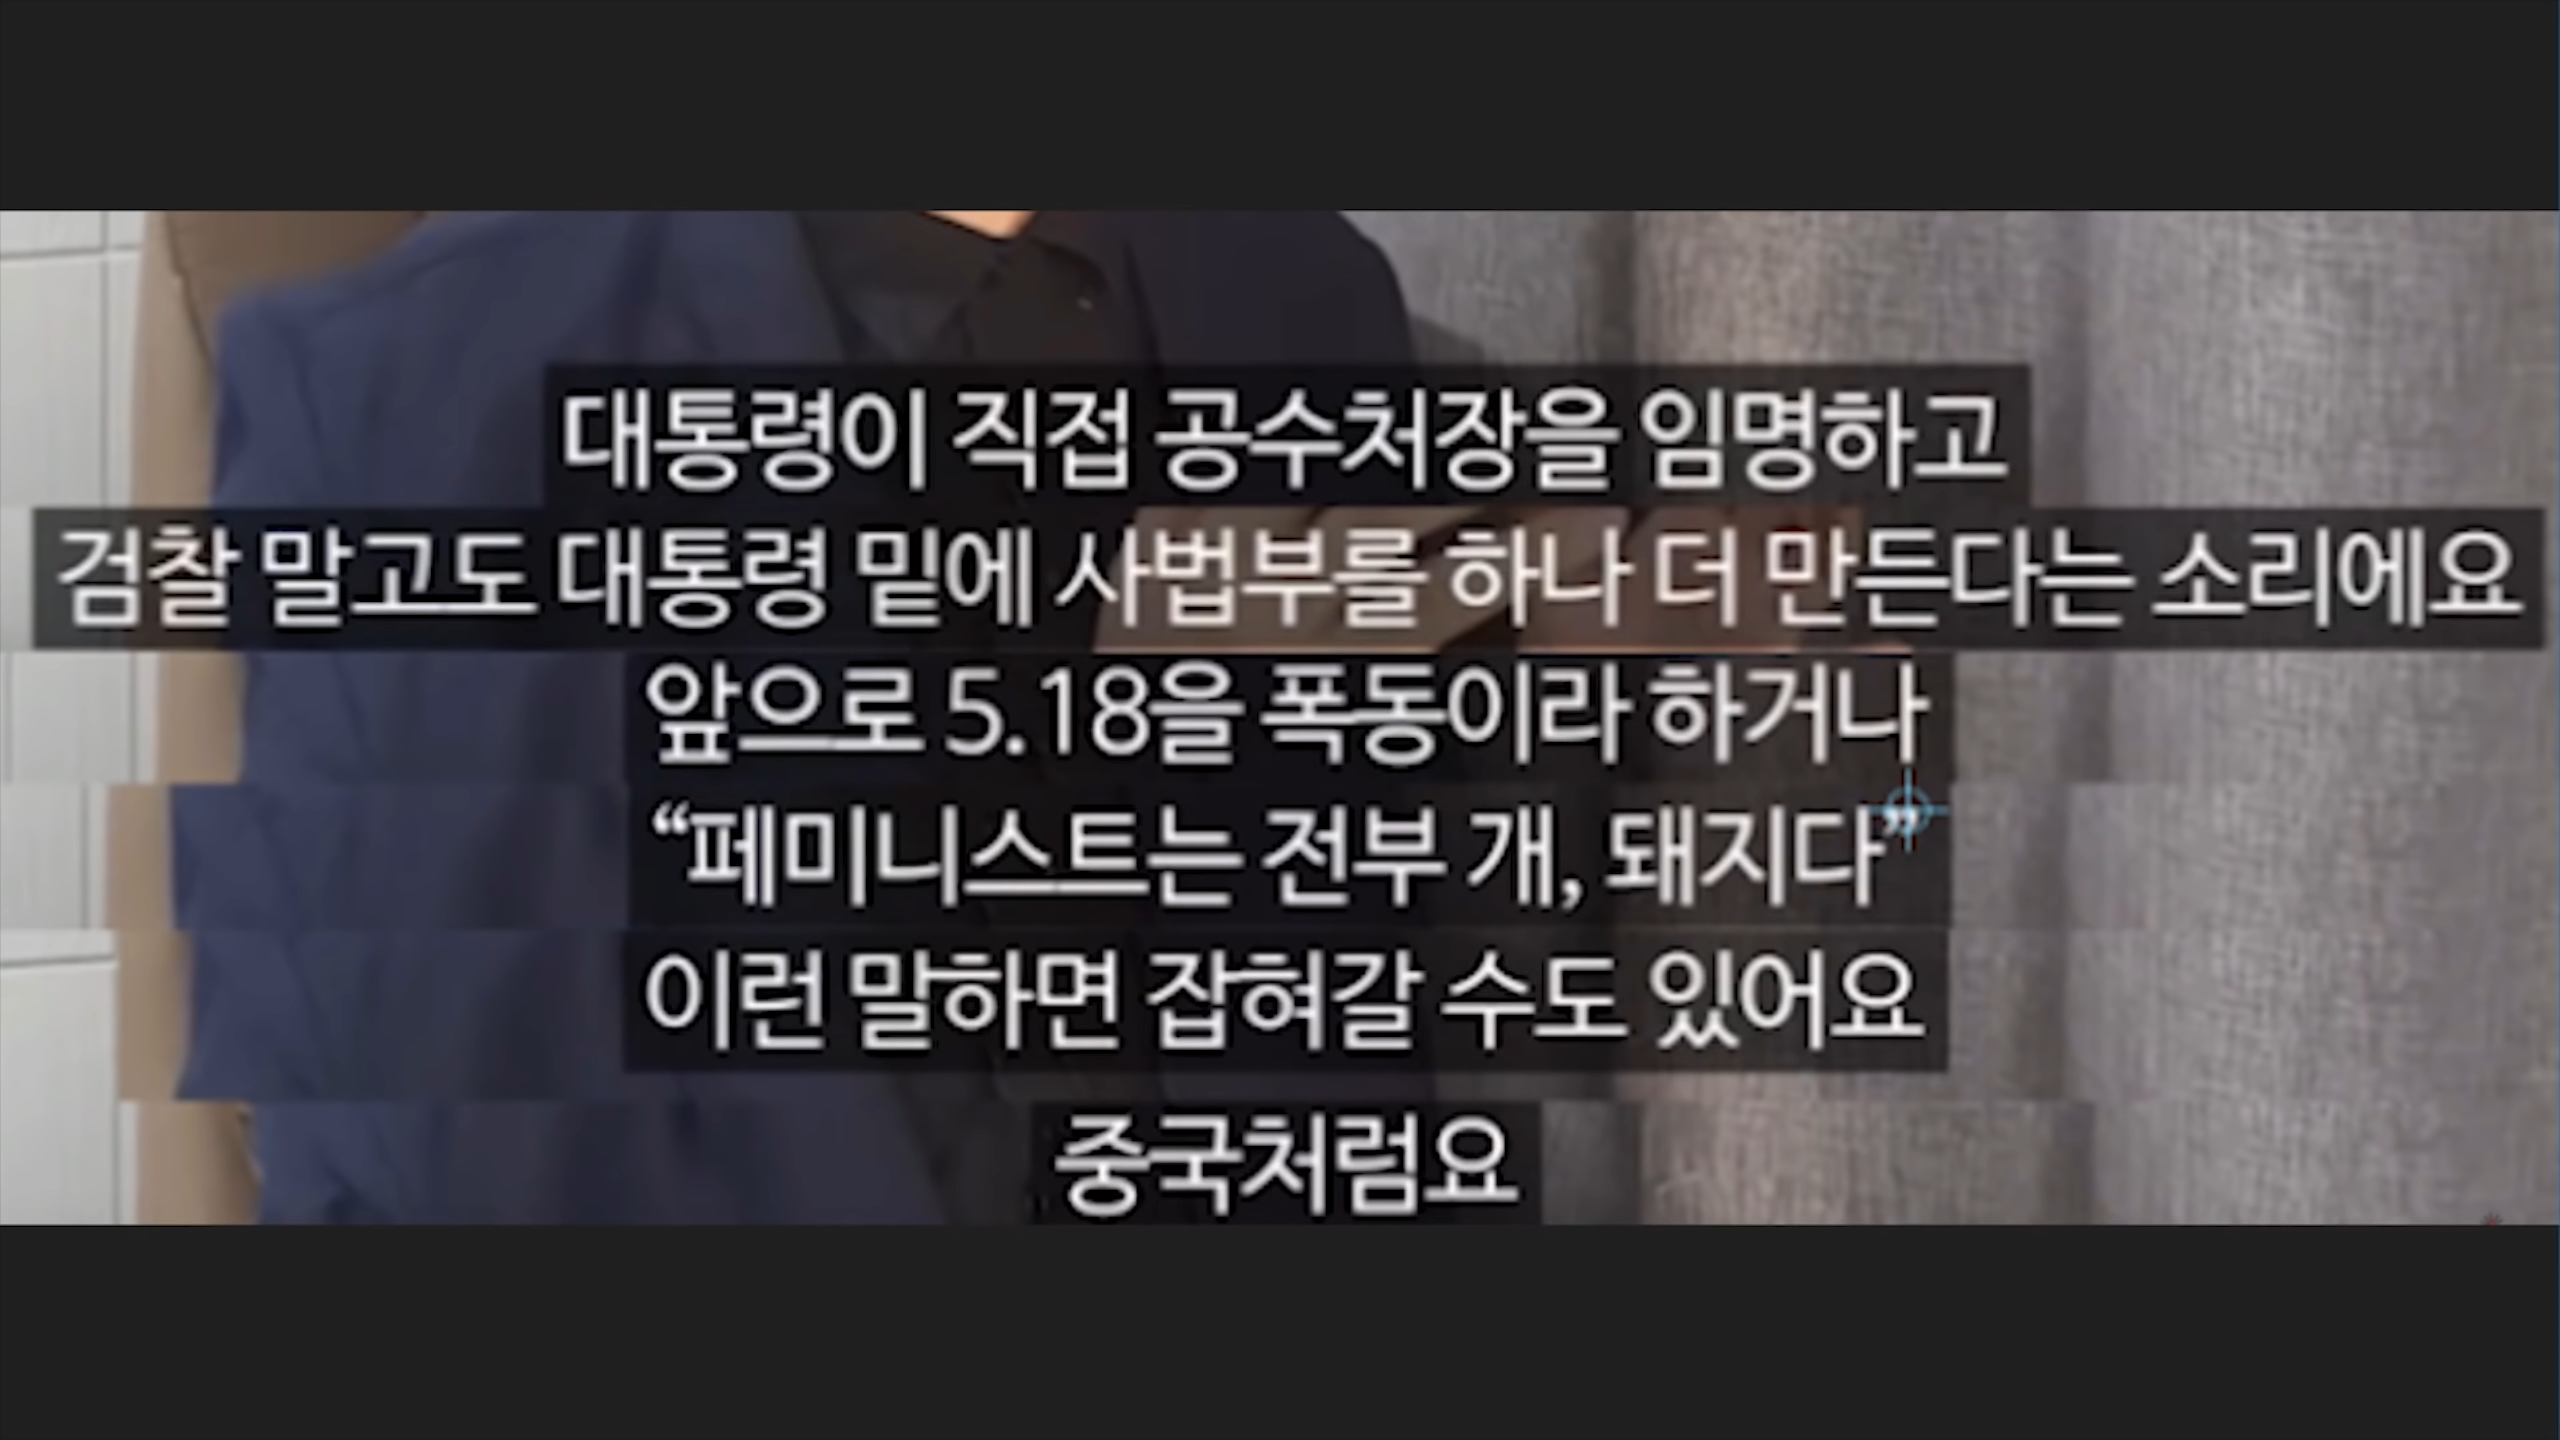 대통령이 직접 공수처장을 임명하고
검찰 말고도 대통령 밑에 사법부를 하나 더 만든다는 소리에요
앞으로 5.18을 폭동이라 하거나
“페미니스트는 전부 개, 돼지다”
이런 말하면 잡혀갈 수도 있어요
중국처럼요